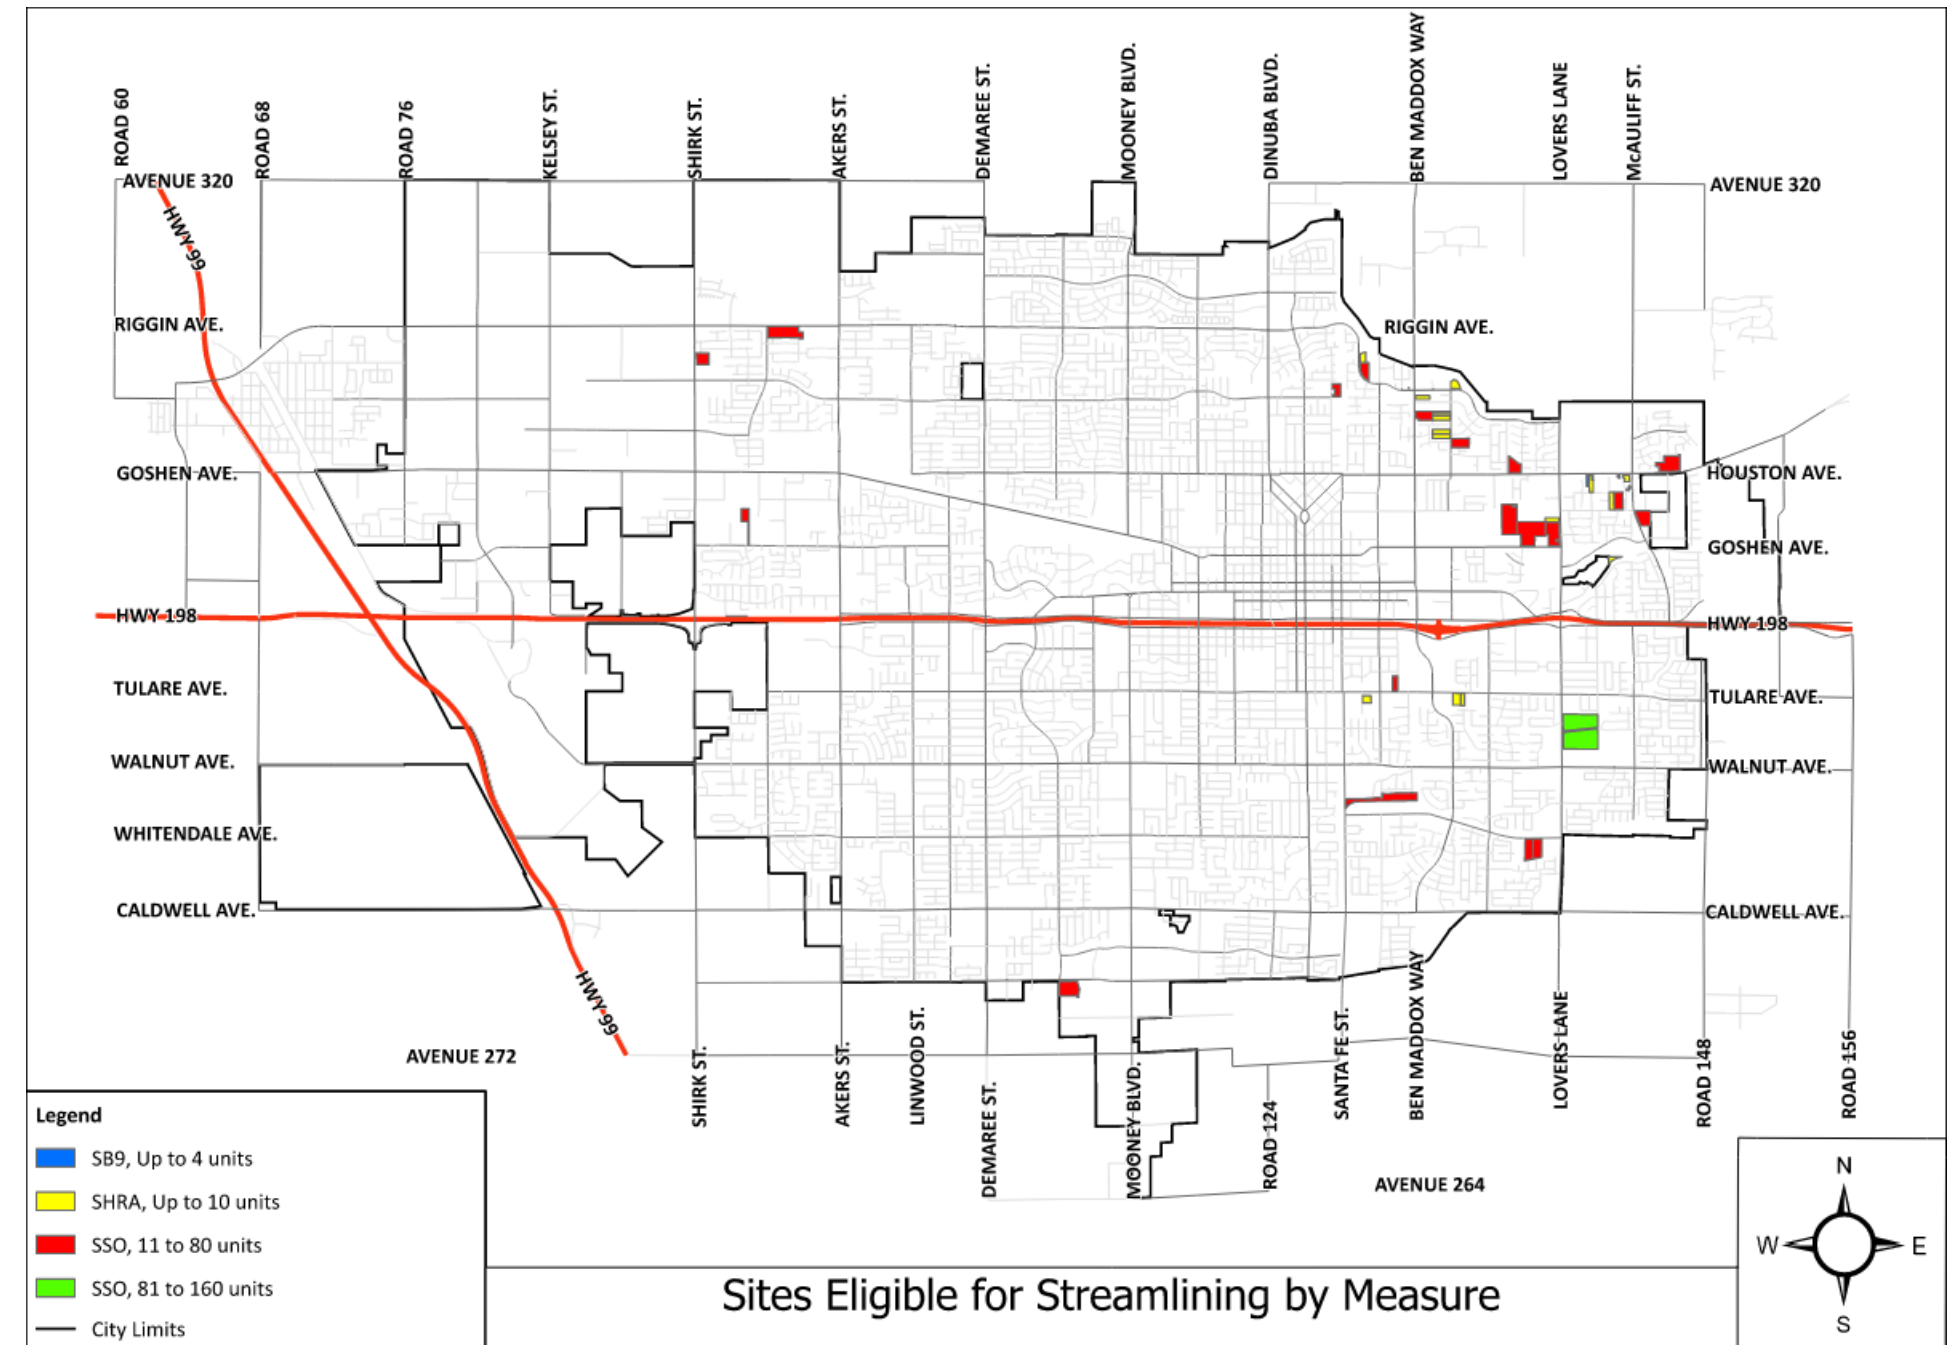 ROAD 60
ROAD 68
ROAD 76
KELSEY ST.
SHIRK ST.
AKERS ST.
DEMAREE ST.
MOONEY BLVD.
DINUBA BLVD.
BEN MADDOX WAY
LOVERS LANE
McAULIFF ST.
AVENUE 320
AVENUE 320
HWY 99
RIGGIN AVE.
RIGGIN AVE.
GOSHEN AVE.
HOUSTON AVE.
GOSHEN AVE.
HWY 198
HWY 198
TULARE AVE.
TULARE AVE.
WALNUT AVE.
WALNUT AVE.
WHITENDALE AVE.
CALDWELL AVE.
CALDWELL AVE.
HWY 99
AVENUE 272
SHIRK ST.
AKERS ST.
LINWOOD ST.
DEMAREE ST.
MOONEY BLVD.
ROAD 124
SANTA FE ST.
BEN MADDOX WAY
LOVERS LANE
ROAD 148
ROAD 156
AVENUE 264
Legend
SB9, Up to 4 units
SHRA, Up to 10 units
SSO, 11 to 80 units
SSO, 81 to 160 units
City Limits
Sites Eligible for Streamlining by Measure
N
W
E
S